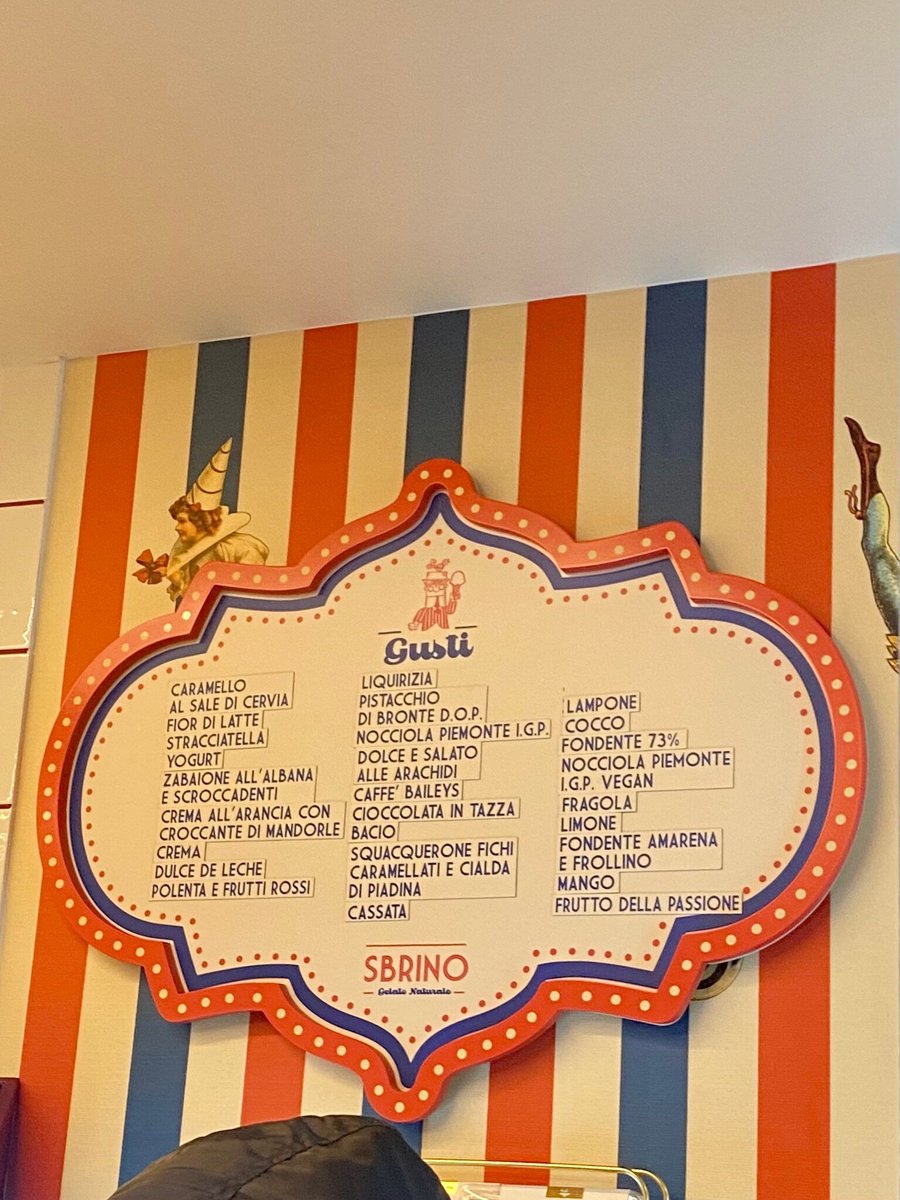 Gusti
CARAMELLO
AL SALE DI CERVIA
FIOR DI LATTE
STRACCIATELLA
YOGURT
ZABAIONE ALL'ALBANA
E SCROCCADENTI
CREMA ALL'ARANCIA CON
CROCCANTE DI MANDORLE
CREMA
DULCE DE LECHE
POLENTA E FRUTTI ROSSI
LIQUIRIZIA
PISTACCHIO
DI BRONTE D.O.P.
NOCCIOLA PIEMONTE I.G.P.
DOLCE E SALATO
ALLE ARACHIDI
CAFFE' BAILEYS
CIOCCOLATA IN TAZZA
BACIO
SQUACQUERONE FICHI
CARAMELLATI E CIALDA
DI PIADINA
CASSATA
LAMPONE
COCCO
FONDENTE 73%
NOCCIOLA PIEMONTE
I.G.P. VEGAN
FRAGOLA
LIMONE
FONDENTE AMARENA
E FROLLINO
MANGO
FRUTTO DELLA PASSIONE
SBRINO
Gelato Naturale